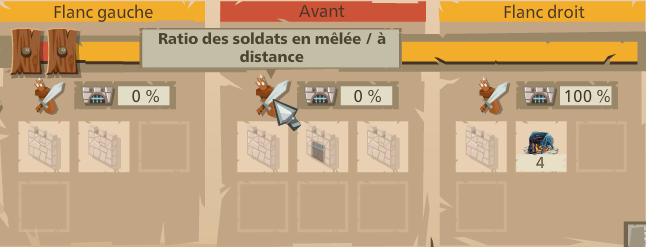 Flanc gauche
Avant
Flanc droit
Ratio des soldats en mêlée / à
distance
0 %
0 %
100 %
4